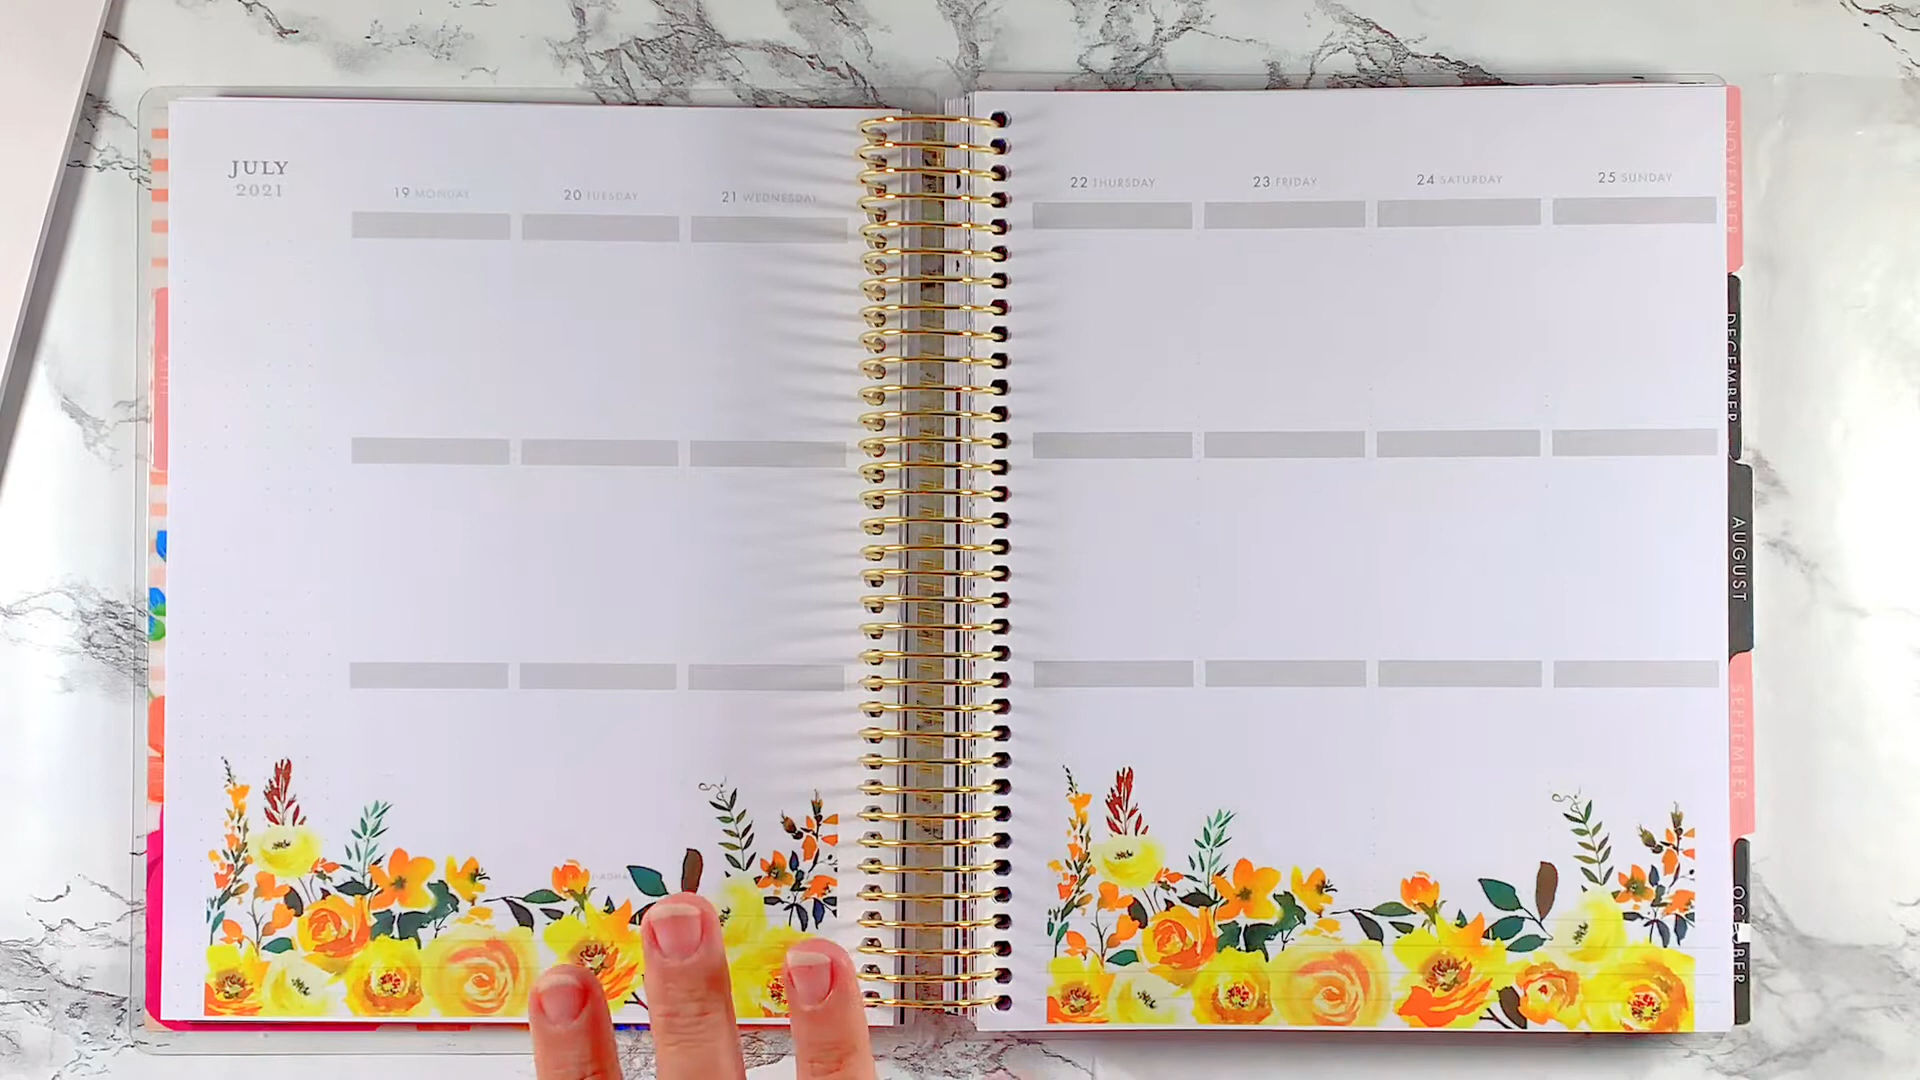 JULY
2021
19 MONDAY
20 TUESDAY
21 WEDNESDAY
22 THURSDAY
23 FRIDAY
24 SATURDAY
25 SUNDAY
NOVEMBER
DECEMBER
AUGUST
SEPTEMBER
OCTOBER